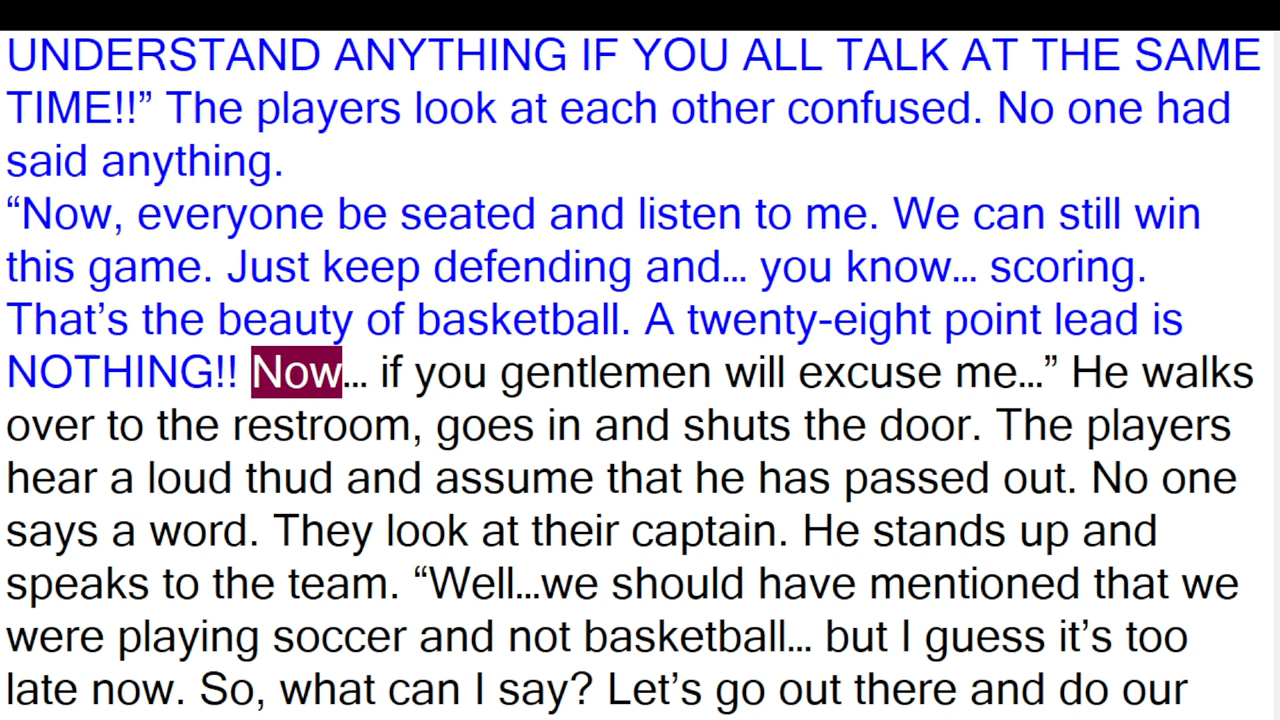 UNDERSTAND ANYTHING IF YOU ALL TALK AT THE SAME
TIME!!” The players look at each other confused. No one had
said anything.
“Now, everyone be seated and listen to me. We can still win
this game. Just keep defending and… you know… scoring.
That’s the beauty of basketball. A twenty-eight point lead is
NOTHING!! Now… if you gentlemen will excuse me…” He walks
over to the restroom, goes in and shuts the door. The players
hear a loud thud and assume that he has passed out. No one
says a word. They look at their captain. He stands up and
speaks to the team. “Well…we should have mentioned that we
were playing soccer and not basketball… but I guess it’s too
late now. So, what can I say? Let’s go out there and do our